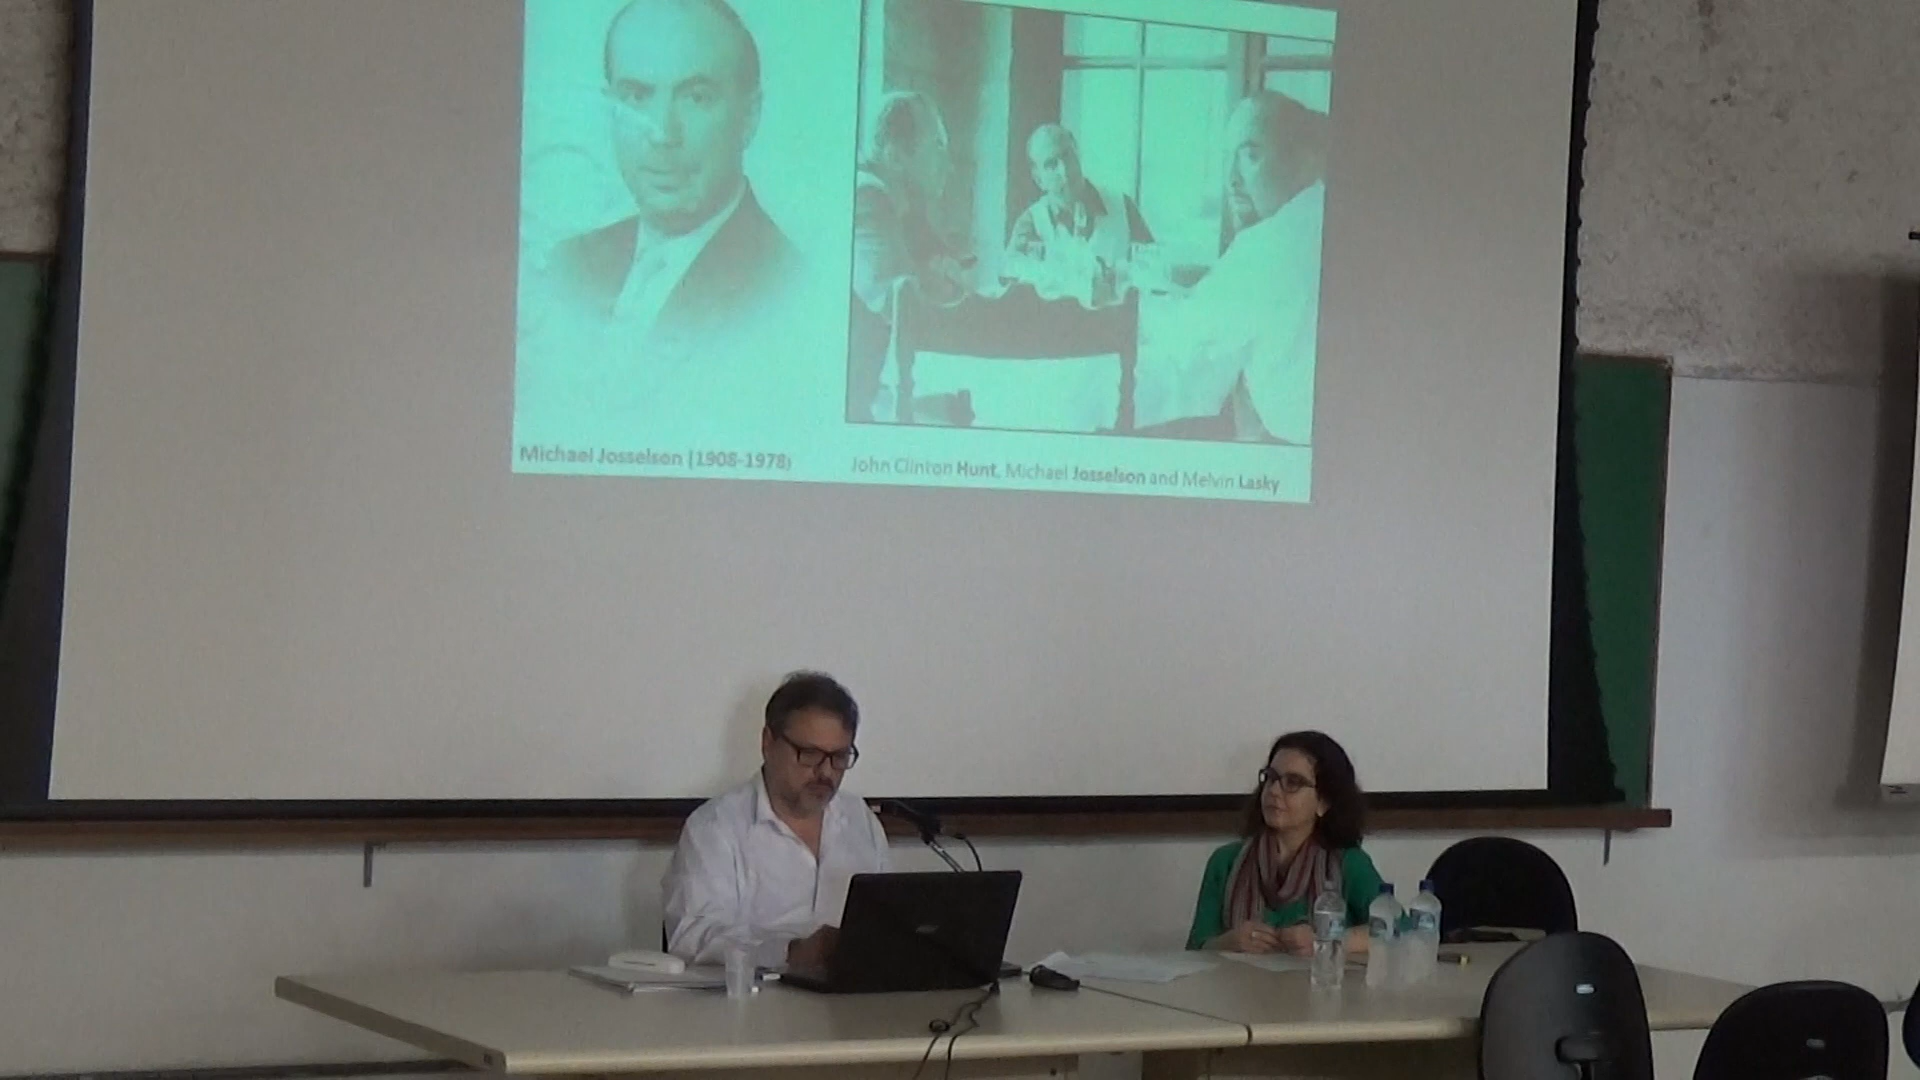 Michael Josselson (1908-1978)
John Clinton Hunt, Michael Josselson and Melvin Lasky